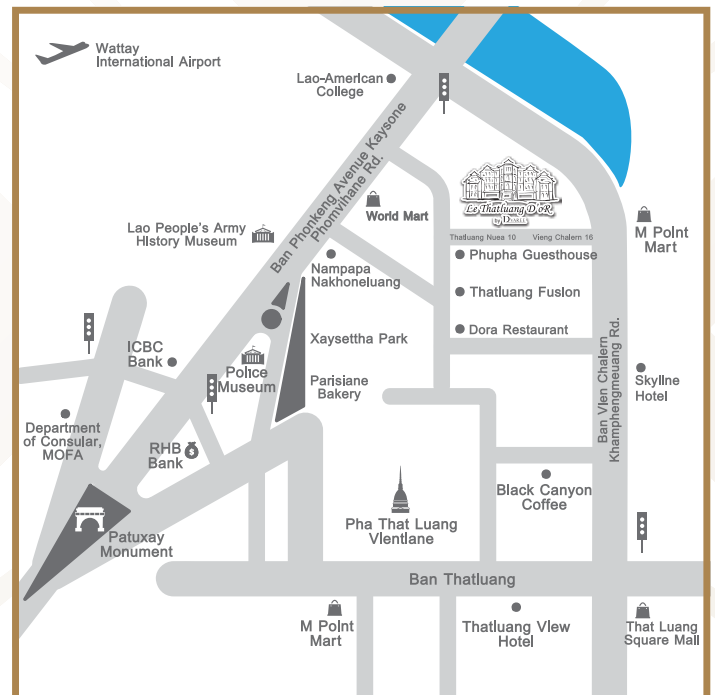 Wattay
International Airport
Lao-American
College
Ban Phonkeng Avenue Kaysone
Phomvihane Rd.
Le Thatluang D'oR
by Dhavee
World Mart
M Point
Mart
Lao People's Army
History Museum
Thatluang Nuea 10 Vieng Chalern 16
Nampapa
Nakhoneluang
Phupha Guesthouse
Thatluang Fusion
Xaysettha Park
Dora Restaurant
ICBC
Bank
Police
Museum
Parisiane
Bakery
Ban Vien Chalern
Khamphengmeuang Rd.
Skyline
Hotel
Department
of Consular,
MOFA
RHB
Bank
Black Canyon
Coffee
Pha That Luang
Vientiane
Patuxay
Monument
Ban Thatluang
M Point
Mart
Thatluang View
Hotel
That Luang
Square Mall